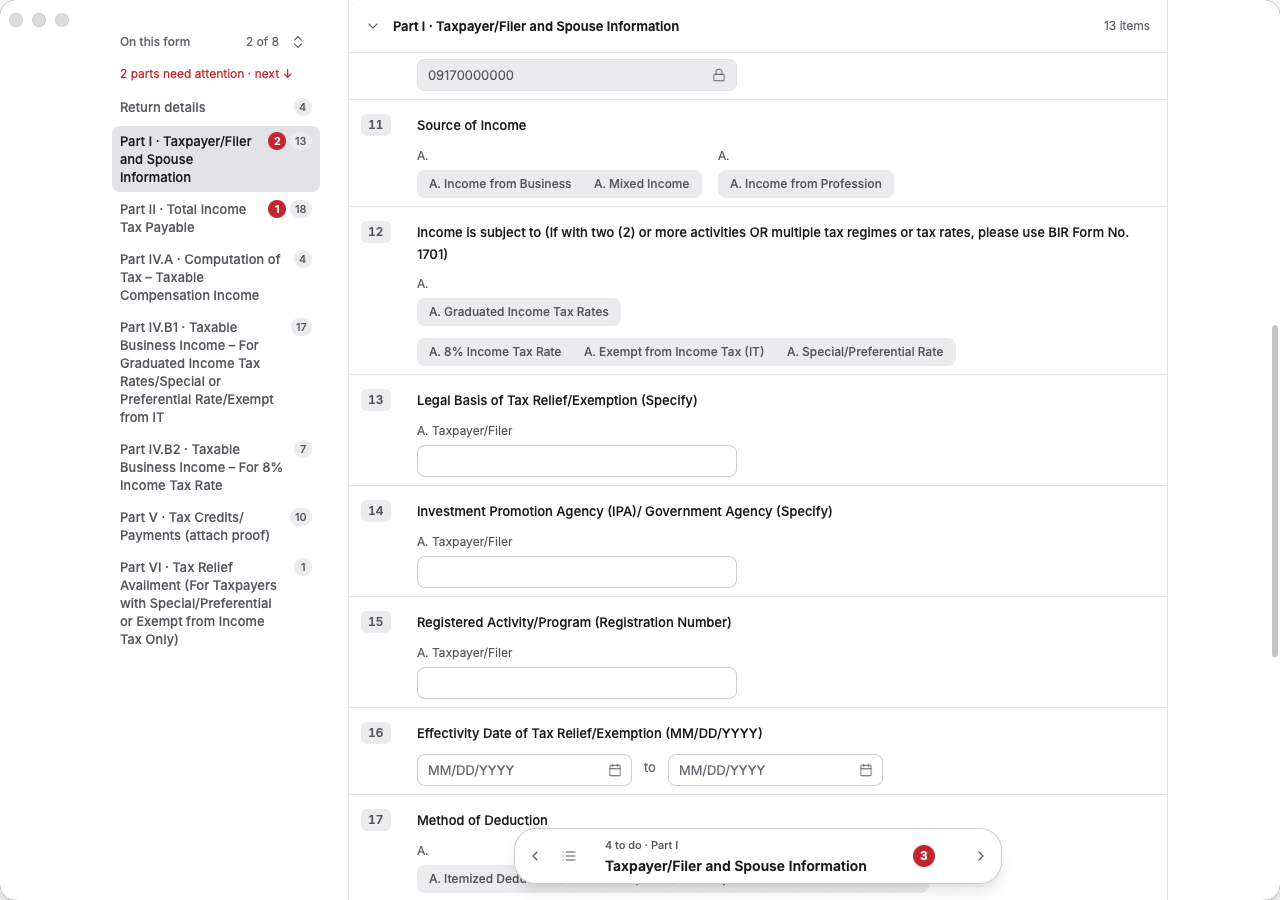 On this form
2 of 8
2 parts need attention · next ↓
Return details
4
Part I · Taxpayer/Filer and Spouse Information
2
13
Part II · Total Income Tax Payable
1
18
Part IV.A · Computation of Tax – Taxable Compensation Income
4
Part IV.B1 · Taxable Business Income – For Graduated Income Tax Rates/Special or Preferential Rate/Exempt from IT
17
Part IV.B2 · Taxable Business Income – For 8% Income Tax Rate
7
Part V · Tax Credits/Payments (attach proof)
10
Part VI · Tax Relief Availment (For Taxpayers with Special/Preferential or Exempt from Income Tax Only)
1
Part I · Taxpayer/Filer and Spouse Information
13 items
09170000000
11
Source of Income
A.
A.
A. Income from Business
A. Mixed Income
A. Income from Profession
12
Income is subject to (If with two (2) or more activities OR multiple tax regimes or tax rates, please use BIR Form No. 1701)
A.
A. Graduated Income Tax Rates
A. 8% Income Tax Rate
A. Exempt from Income Tax (IT)
A. Special/Preferential Rate
13
Legal Basis of Tax Relief/Exemption (Specify)
A. Taxpayer/Filer
14
Investment Promotion Agency (IPA)/ Government Agency (Specify)
A. Taxpayer/Filer
15
Registered Activity/Program (Registration Number)
A. Taxpayer/Filer
16
Effectivity Date of Tax Relief/Exemption (MM/DD/YYYY)
MM/DD/YYYY
to
MM/DD/YYYY
17
Method of Deduction
A.
A. Itemized
4 to do · Part I
Taxpayer/Filer and Spouse Information
3